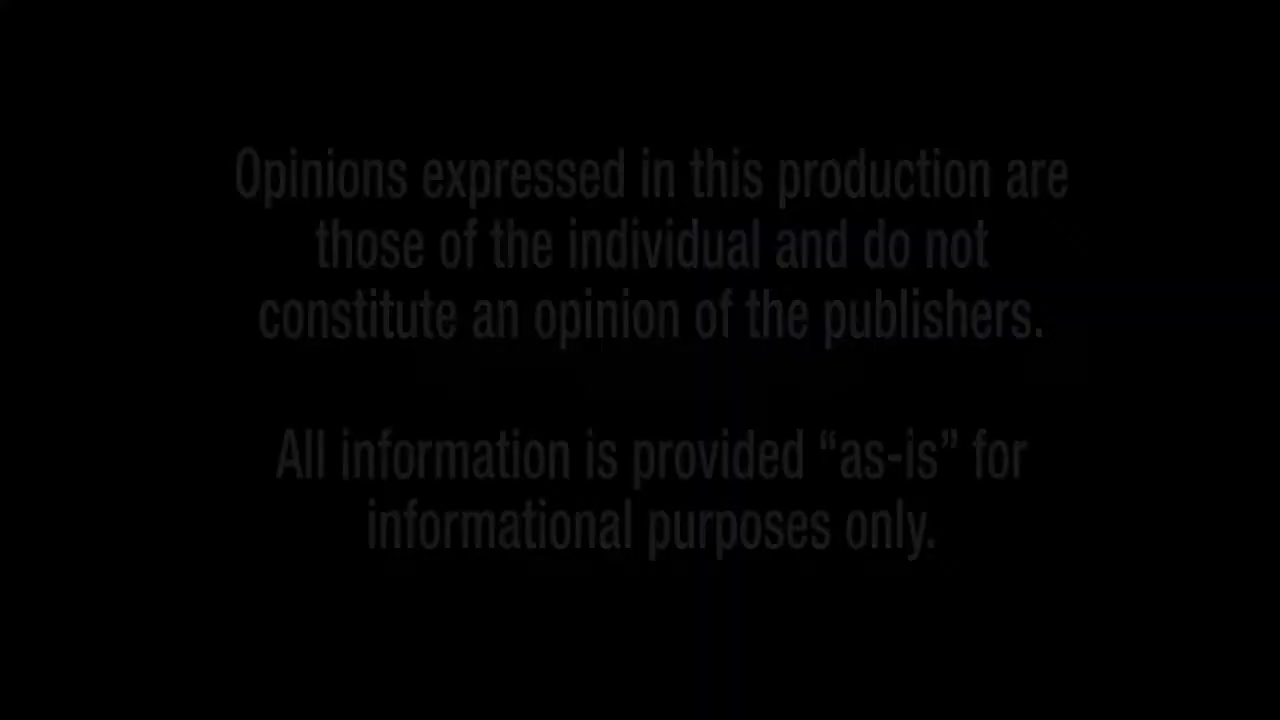 Opinions expressed in this production are
those of the individual and do not
constitute an opinion of the publishers.
All information is provided “as-is” for
informational purposes only.